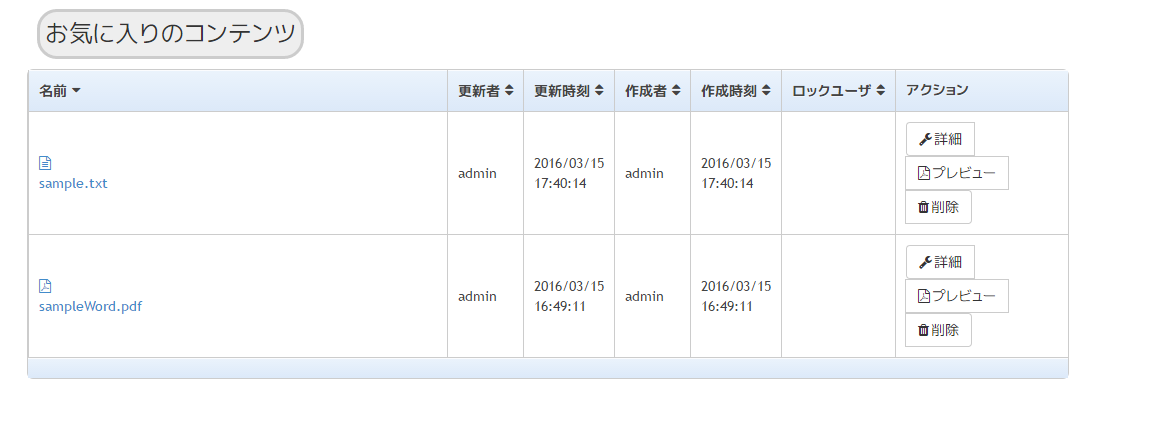 お気に入りのコンテンツ
名前 更新者 更新時刻 作成者 作成時刻 ロックユーザ アクション
sample.txt
admin
2016/03/15
17:40:14
admin
2016/03/15
17:40:14
詳細
プレビュー
削除
sampleWord.pdf
admin
2016/03/15
16:49:11
admin
2016/03/15
16:49:11
詳細
プレビュー
削除